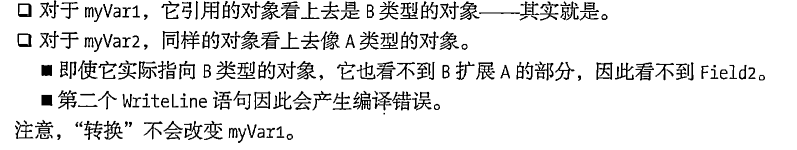 ❑ 对于 myVar1，它引用的对象看上去是 B 类型的对象——其实就是。
❑ 对于 myVar2，同样的对象看上去像 A 类型的对象。
■ 即使它实际指向 B 类型的对象，它也看不到 B 扩展 A 的部分，因此看不到 Field2。
■ 第二个 WriteLine 语句因此会产生编译错误。
注意，“转换”不会改变 myVar1。